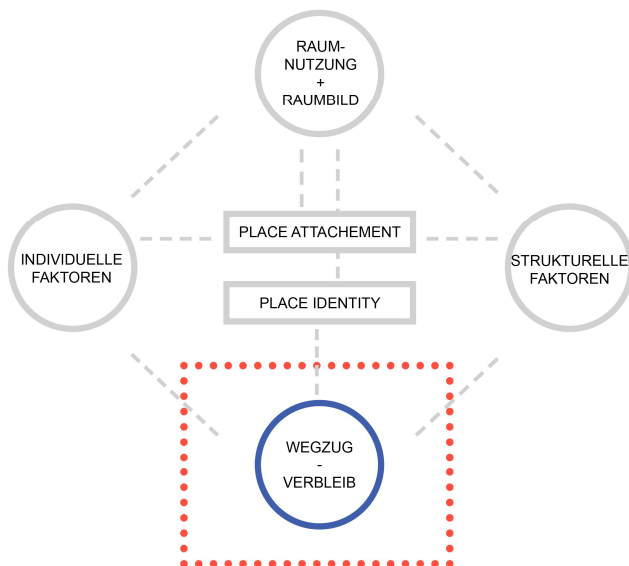 RAUM-
NUTZUNG
+
RAUMBILD
PLACE ATTACHEMENT
INDIVIDUELLE
FAKTOREN
STRUKTURELLE
FAKTOREN
PLACE IDENTITY
WEGZUG
-
VERBLEIB